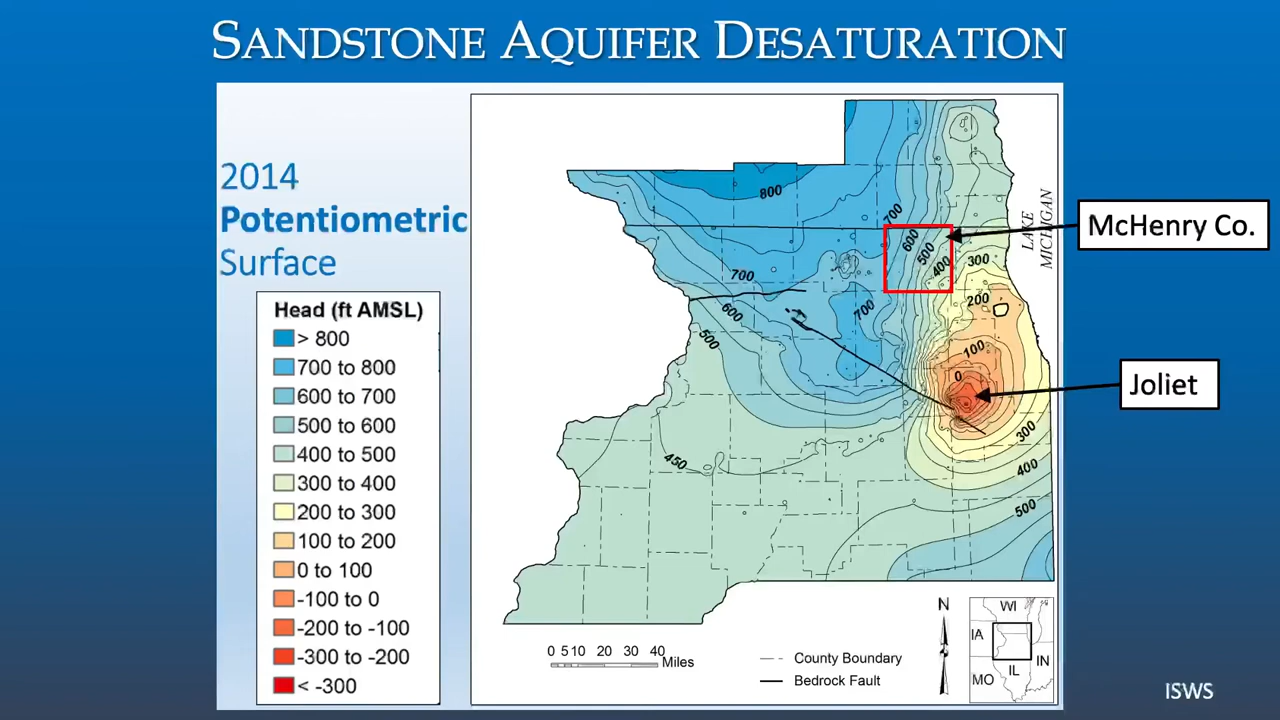 SANDSTONE AQUIFER DESATURATION
2014
Potentiometric
Surface
Head (ft AMSL)
> 800
700 to 800
600 to 700
500 to 600
400 to 500
300 to 400
200 to 300
100 to 200
0 to 100
-100 to 0
-200 to -100
-300 to -200
< -300
800
700
600
500
400
300
200
100
0
700
600
500
700
450
300
400
500
LAKE
MICHIGAN
McHenry Co.
Joliet
0 5 10 20 30 40
Miles
County Boundary
Bedrock Fault
N
WI
IA
IL
IN
MO
ISWS